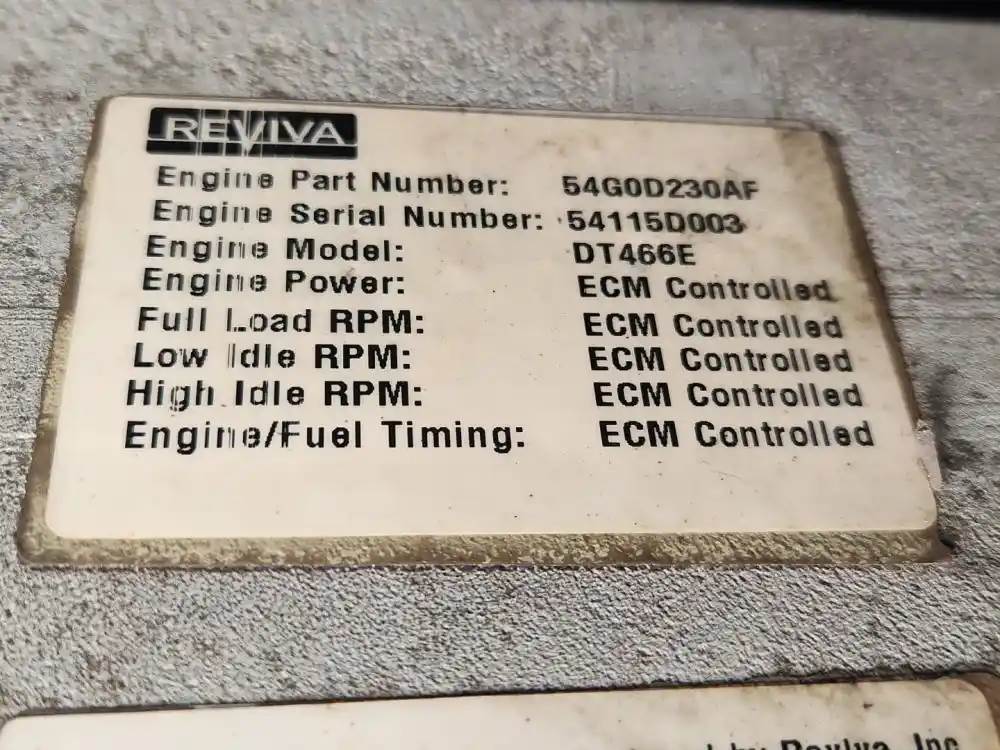 REVIVA
Engine Part Number: 54G0D230AF
Engine Serial Number: 54115D003
Engine Model: DT466E
Engine Power: ECM Controlled
Full Load RPM: ECM Controlled
Low Idle RPM: ECM Controlled
High Idle RPM: ECM Controlled
Engine/Fuel Timing: ECM Controlled
by Reviva, Inc.